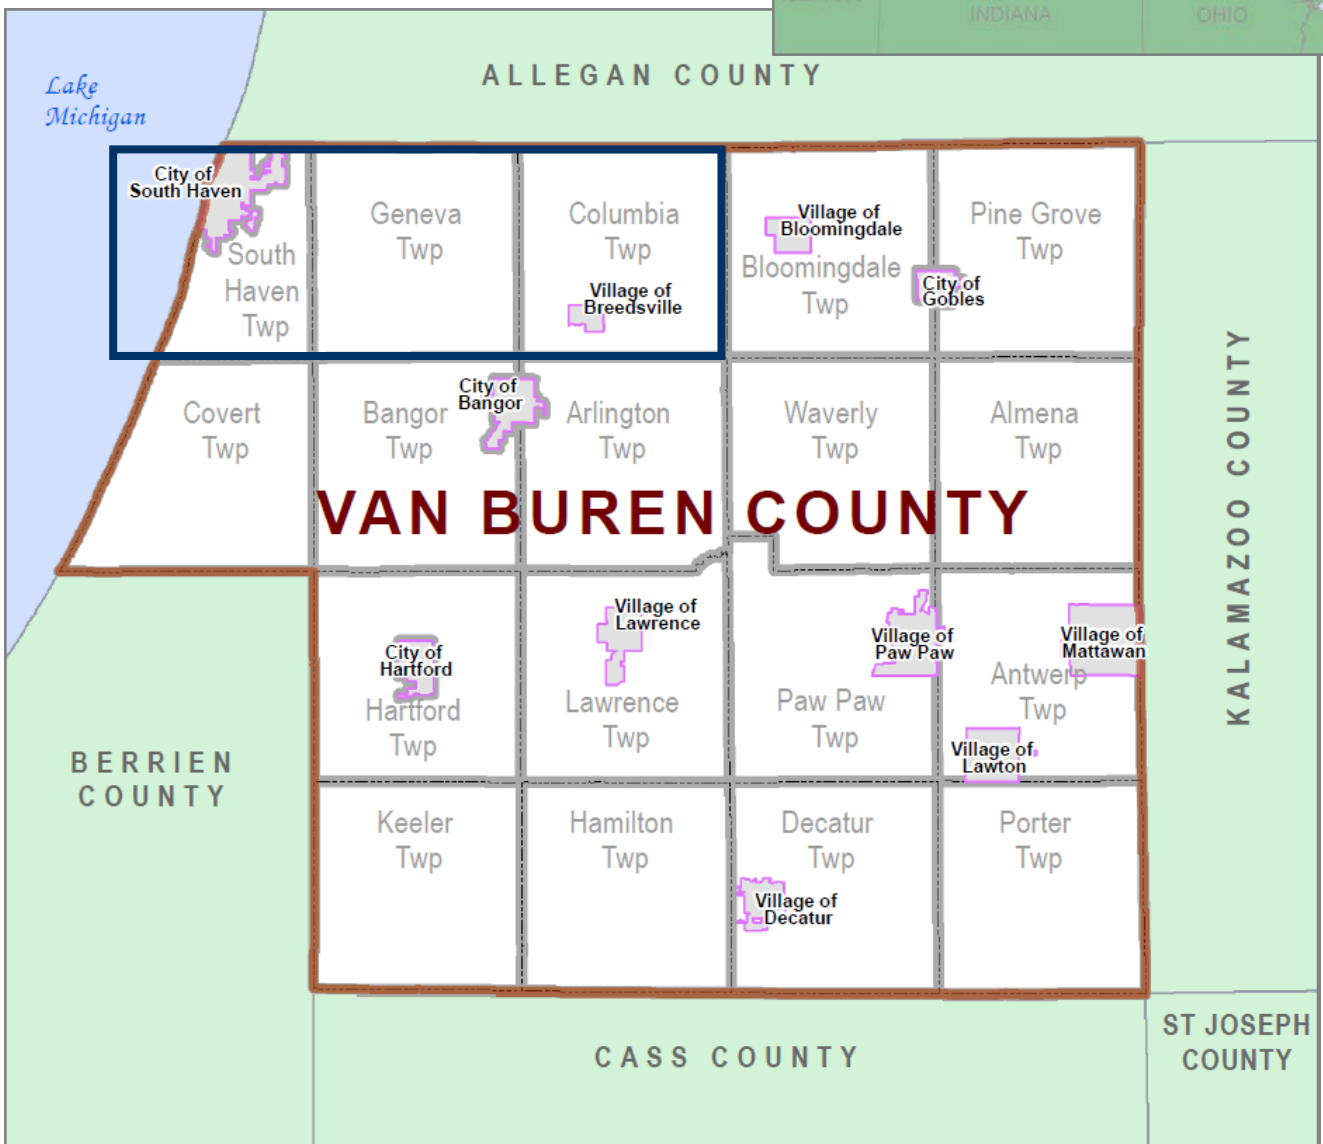 INDIANA
OHIO
ALLEGAN COUNTY
Lake
Michigan
City of
South Haven
South
Haven
Twp
Geneva
Twp
Columbia
Twp
Village of
Breedsville
Village of
Bloomingdale
Bloomingdale
Twp
Pine Grove
Twp
City of
Gobles
Covert
Twp
Bangor
Twp
City of
Bangor
Arlington
Twp
Waverly
Twp
Almena
Twp
VAN BUREN COUNTY
KALAMAZOO COUNTY
City of
Hartford
Hartford
Twp
Village of
Lawrence
Lawrence
Twp
Village of
Paw Paw
Paw Paw
Twp
Village of
Mattawan
Antwerp
Twp
Village of
Lawton
BERRIEN
COUNTY
Keeler
Twp
Hamilton
Twp
Decatur
Twp
Village of
Decatur
Porter
Twp
CASS COUNTY
ST JOSEPH
COUNTY